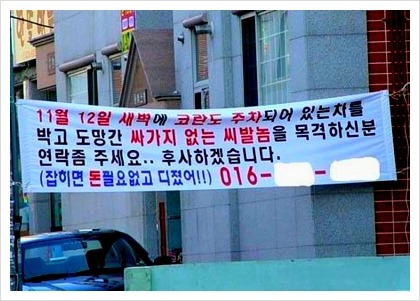 11월 12일 새벽에 코란도 주차되어 있는차를
박고 도망간 싸가지 없는 씨발놈을 목격하신분
연락좀 주세요.. 후사하겠습니다.
(잡히면 돈필요없고 디졌어!!) 016-